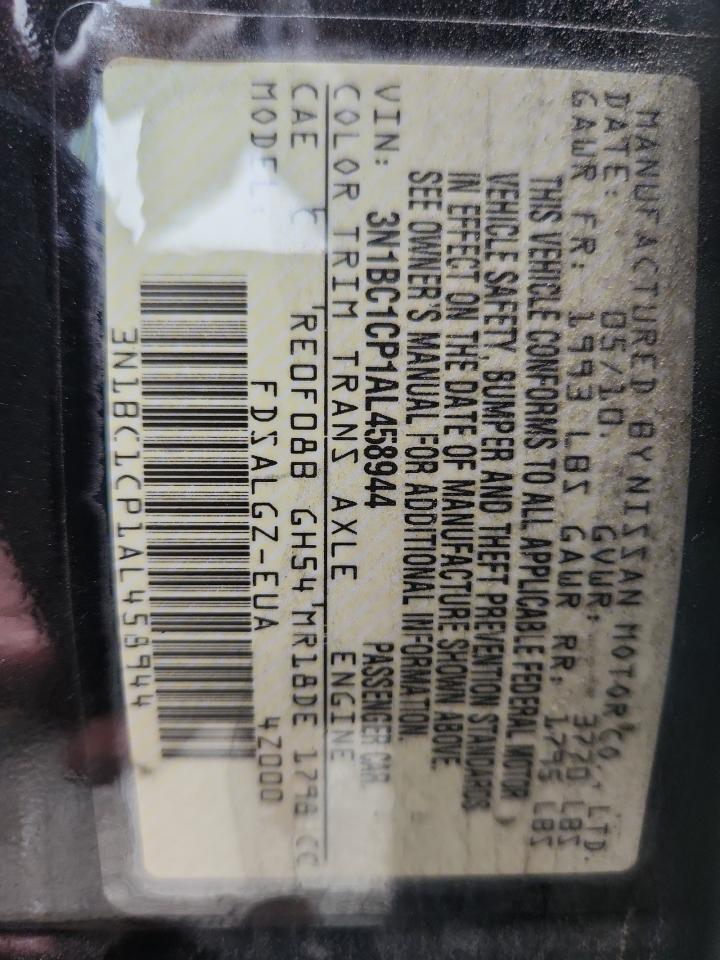 MANUFACTURED BY NISSAN MOTOR CO., LTD.
DATE: 05/10. GVWR: 3770 LBS
GAWR FR: 1993 LBS GAWR RR: 1795 LBS
THIS VEHICLE CONFORMS TO ALL APPLICABLE FEDERAL MOTOR
VEHICLE SAFETY, BUMPER AND THEFT PREVENTION STANDARDS
IN EFFECT ON THE DATE OF MANUFACTURE SHOWN ABOVE.
SEE OWNER'S MANUAL FOR ADDITIONAL INFORMATION.
VIN: 3N1BC1CP1AL458944 PASSENGER CAR
COLOR TRIM TRANS AXLE ENGINE
CAE RE0F08B GH54 MR18DE 1798 CC
MODEL: FDSALGZ-EUA 4Z000
3N1BC1CP1AL458944